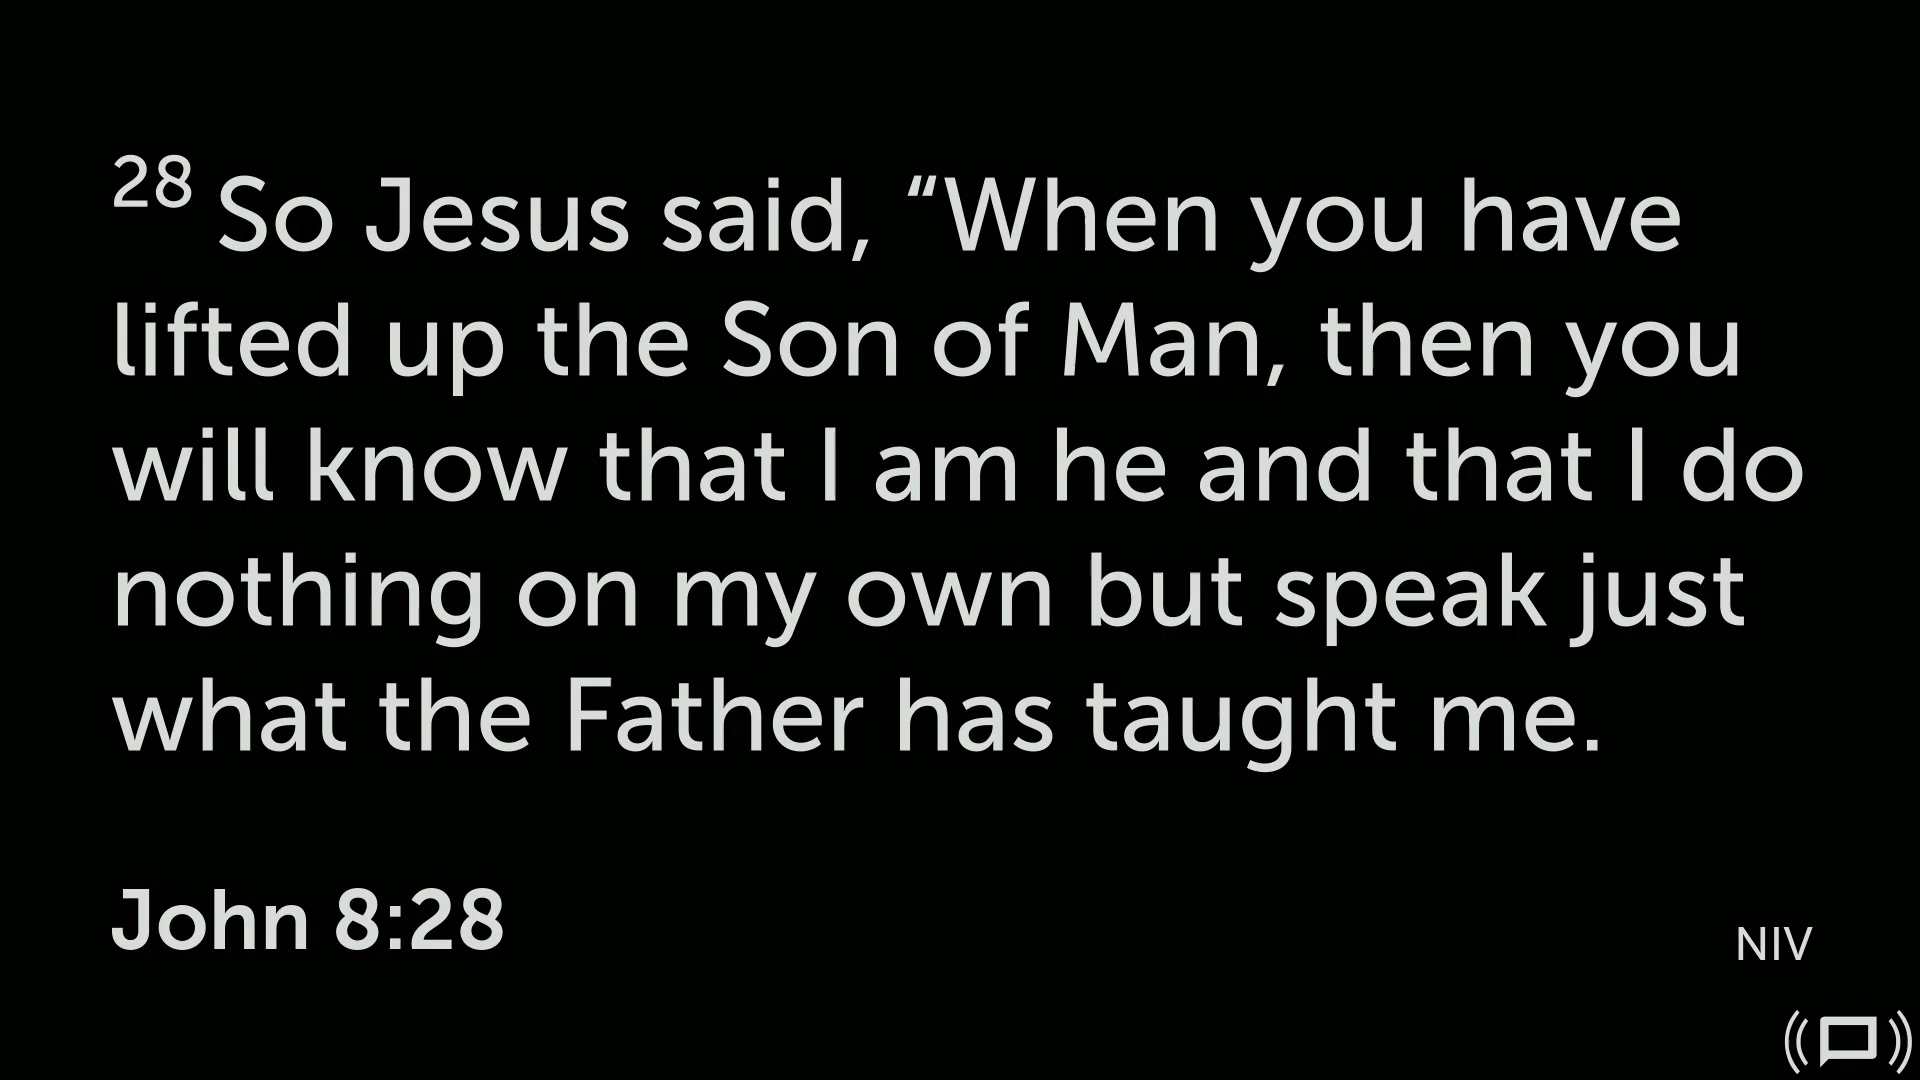 28 So Jesus said, “When you have
lifted up the Son of Man, then you
will know that I am he and that I do
nothing on my own but speak just
what the Father has taught me.
John 8:28
NIV